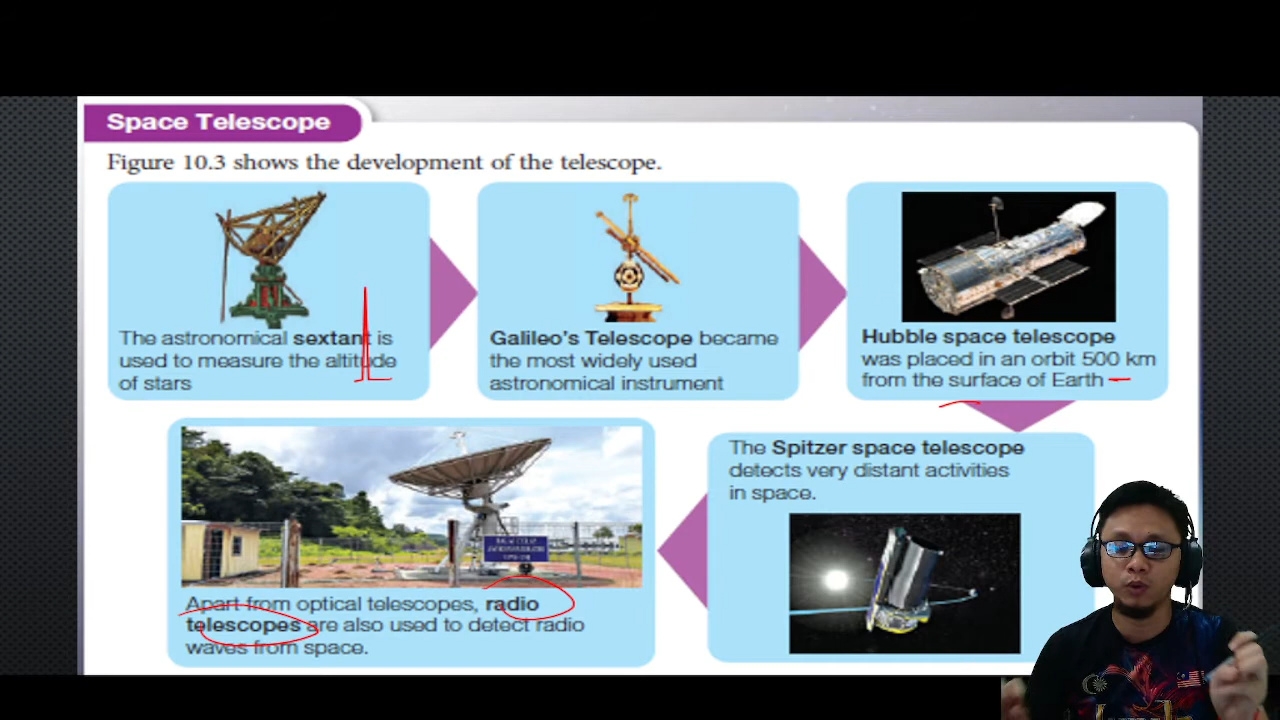 Space Telescope
Figure 10.3 shows the development of the telescope.
The astronomical sextant is
used to measure the altitude
of stars
Galileo's Telescope became
the most widely used
astronomical instrument
Hubble space telescope
was placed in an orbit 500 km
from the surface of Earth
The Spitzer space telescope
detects very distant activities
in space.
Apart from optical telescopes, radio
telescopes are also used to detect radio
waves from space.